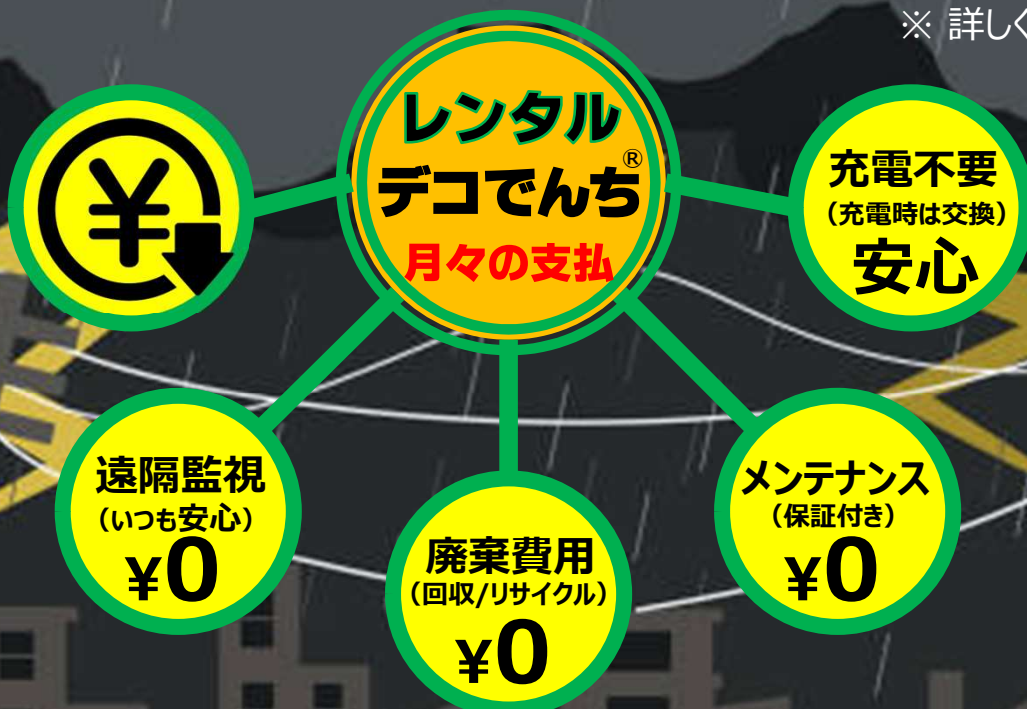 ※ 詳しく
レンタル
デコでんち®
月々の支払
¥
充電不要
（充電時は交換）
安心
遠隔監視
（いつも安心）
¥0
廃棄費用
（回収/リサイクル）
¥0
メンテナンス
（保証付き）
¥0